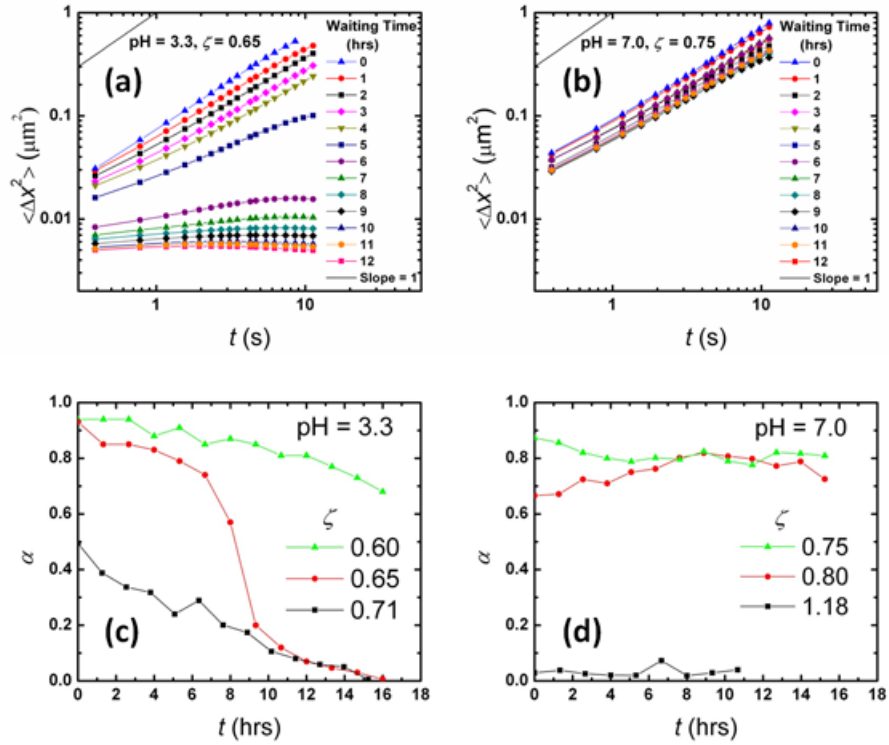 pH = 3.3, ζ = 0.65
(a)
Waiting Time
(hrs)
0
1
2
3
4
5
6
7
8
9
10
11
12
Slope = 1
1
0.1
0.01
<Δx²> (μm²)
1
10
t (s)
pH = 7.0, ζ = 0.75
(b)
Waiting Time
(hrs)
0
1
2
3
4
5
6
7
8
9
10
11
12
Slope = 1
1
0.1
0.01
<Δx²> (μm²)
1
10
t (s)
pH = 3.3
ζ
0.60
0.65
0.71
(c)
1.0
0.8
0.6
0.4
0.2
0.0
α
0 2 4 6 8 10 12 14 16 18
t (hrs)
pH = 7.0
ζ
0.75
0.80
1.18
(d)
1.0
0.8
0.6
0.4
0.2
0.0
α
0 2 4 6 8 10 12 14 16 18
t (hrs)